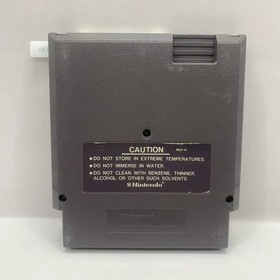 CAUTION
NES-A
•DO NOT STORE IN EXTREME TEMPERATURES.
•DO NOT IMMERSE IN WATER.
•DO NOT CLEAN WITH BENZENE, THINNER,
ALCOHOL OR OTHER SUCH SOLVENTS.
Nintendo